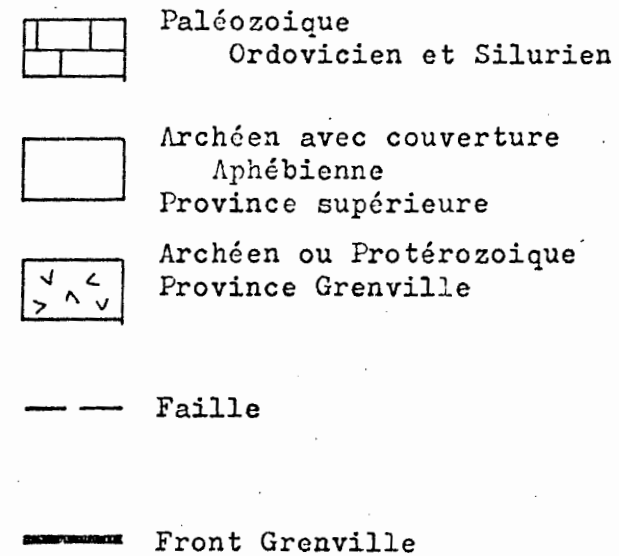 Paléozoique
Ordovicien et Silurien
Archéen avec couverture
Aphébienne
Province supérieure
Archéen ou Protérozoique
Province Grenville
Faille
Front Grenville